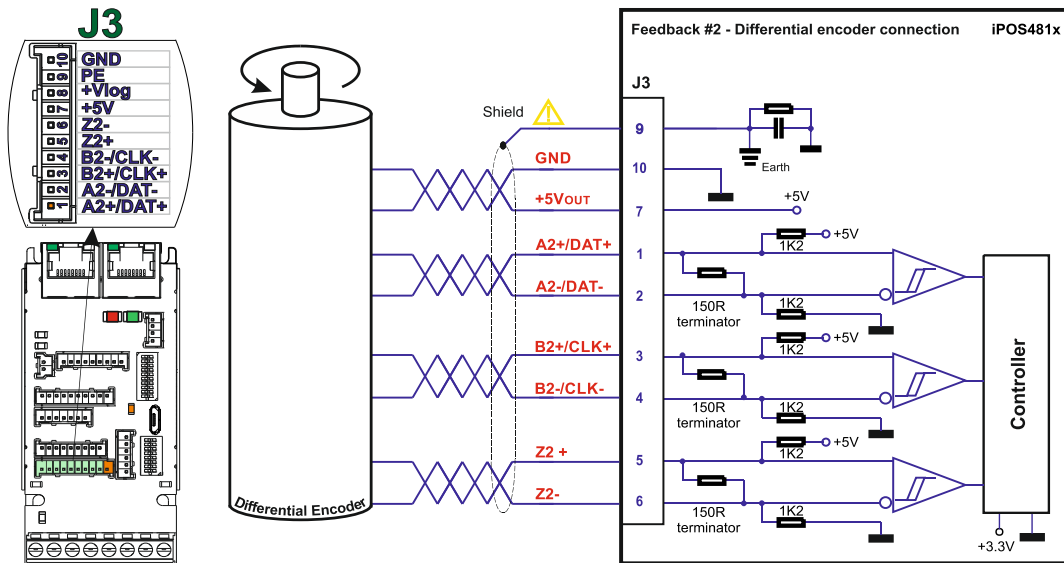 J3
10 GND
9 PE
8 +Vlog
7 +5V
6 Z2-
5 Z2+
4 B2-/CLK-
3 B2+/CLK+
2 A2-/DAT-
1 A2+/DAT+
Differential Encoder
Shield
GND
+5VOUT
A2+/DAT+
A2-/DAT-
B2+/CLK+
B2-/CLK-
Z2 +
Z2-
Feedback #2 - Differential encoder connection iPOS481x
J3
9
10
7
1
2
3
4
5
6
Earth
+5V
+5V
1K2
150R
terminator
1K2
+5V
1K2
150R
terminator
1K2
+5V
1K2
150R
terminator
1K2
Controller
+3.3V